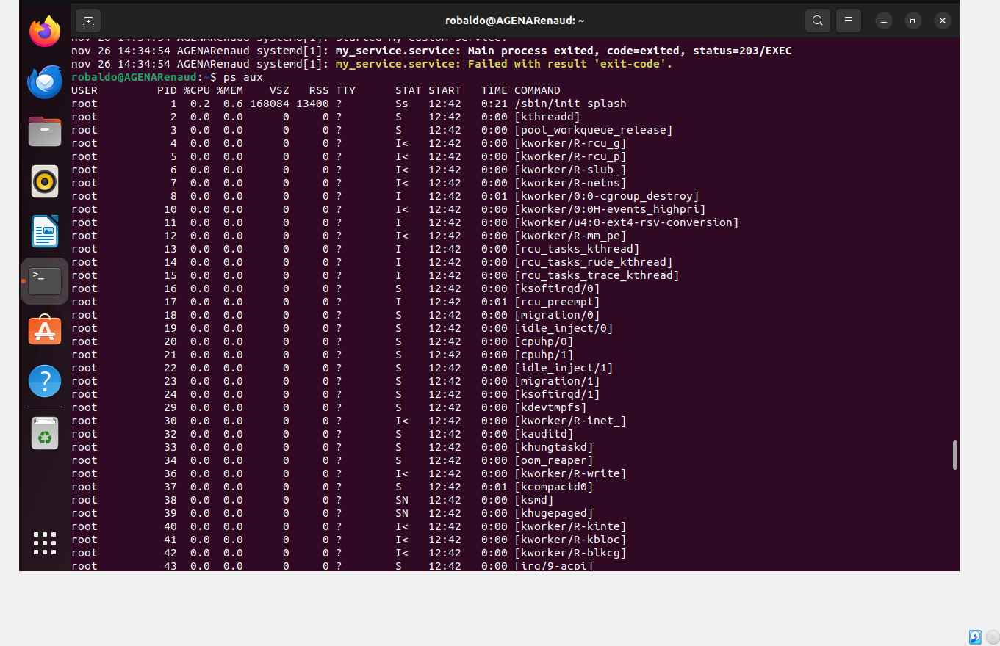 robaldo@AGENARenaud: ~
nov 26 14:34:54 AGENARenaud systemd[1]: Started My Custom Service.
nov 26 14:34:54 AGENARenaud systemd[1]: my_service.service: Main process exited, code=exited, status=203/EXEC
nov 26 14:34:54 AGENARenaud systemd[1]: my_service.service: Failed with result 'exit-code'.
robaldo@AGENARenaud:~$ ps aux
USER         PID %CPU %MEM    VSZ   RSS TTY      STAT START   TIME COMMAND
root           1  0.2  0.6 168084 13400 ?        Ss   12:42   0:21 /sbin/init splash
root           2  0.0  0.0      0     0 ?        S    12:42   0:00 [kthreadd]
root           3  0.0  0.0      0     0 ?        S    12:42   0:00 [pool_workqueue_release]
root           4  0.0  0.0      0     0 ?        I<   12:42   0:00 [kworker/R-rcu_g]
root           5  0.0  0.0      0     0 ?        I<   12:42   0:00 [kworker/R-rcu_p]
root           6  0.0  0.0      0     0 ?        I<   12:42   0:00 [kworker/R-slub_]
root           7  0.0  0.0      0     0 ?        I<   12:42   0:00 [kworker/R-netns]
root           8  0.0  0.0      0     0 ?        I    12:42   0:01 [kworker/0:0-cgroup_destroy]
root          10  0.0  0.0      0     0 ?        I<   12:42   0:00 [kworker/0:0H-events_highpri]
root          11  0.0  0.0      0     0 ?        I    12:42   0:00 [kworker/u4:0-ext4-rsv-conversion]
root          12  0.0  0.0      0     0 ?        I<   12:42   0:00 [kworker/R-mm_pe]
root          13  0.0  0.0      0     0 ?        I    12:42   0:00 [rcu_tasks_kthread]
root          14  0.0  0.0      0     0 ?        I    12:42   0:00 [rcu_tasks_rude_kthread]
root          15  0.0  0.0      0     0 ?        I    12:42   0:00 [rcu_tasks_trace_kthread]
root          16  0.0  0.0      0     0 ?        S    12:42   0:00 [ksoftirqd/0]
root          17  0.0  0.0      0     0 ?        I    12:42   0:01 [rcu_preempt]
root          18  0.0  0.0      0     0 ?        S    12:42   0:00 [migration/0]
root          19  0.0  0.0      0     0 ?        S    12:42   0:00 [idle_inject/0]
root          20  0.0  0.0      0     0 ?        S    12:42   0:00 [cpuhp/0]
root          21  0.0  0.0      0     0 ?        S    12:42   0:00 [cpuhp/1]
root          22  0.0  0.0      0     0 ?        S    12:42   0:00 [idle_inject/1]
root          23  0.0  0.0      0     0 ?        S    12:42   0:00 [migration/1]
root          24  0.0  0.0      0     0 ?        S    12:42   0:00 [ksoftirqd/1]
root          29  0.0  0.0      0     0 ?        S    12:42   0:00 [kdevtmpfs]
root          30  0.0  0.0      0     0 ?        I<   12:42   0:00 [kworker/R-inet_]
root          32  0.0  0.0      0     0 ?        S    12:42   0:00 [kauditd]
root          33  0.0  0.0      0     0 ?        S    12:42   0:00 [khungtaskd]
root          34  0.0  0.0      0     0 ?        S    12:42   0:00 [oom_reaper]
root          36  0.0  0.0      0     0 ?        I<   12:42   0:00 [kworker/R-write]
root          37  0.0  0.0      0     0 ?        S    12:42   0:01 [kcompactd0]
root          38  0.0  0.0      0     0 ?        SN   12:42   0:00 [ksmd]
root          39  0.0  0.0      0     0 ?        SN   12:42   0:00 [khugepaged]
root          40  0.0  0.0      0     0 ?        I<   12:42   0:00 [kworker/R-kinte]
root          41  0.0  0.0      0     0 ?        I<   12:42   0:00 [kworker/R-kbloc]
root          42  0.0  0.0      0     0 ?        I<   12:42   0:00 [kworker/R-blkcg]
root          43  0.0  0.0      0     0 ?        S    12:42   0:00 [irq/9-acpi]